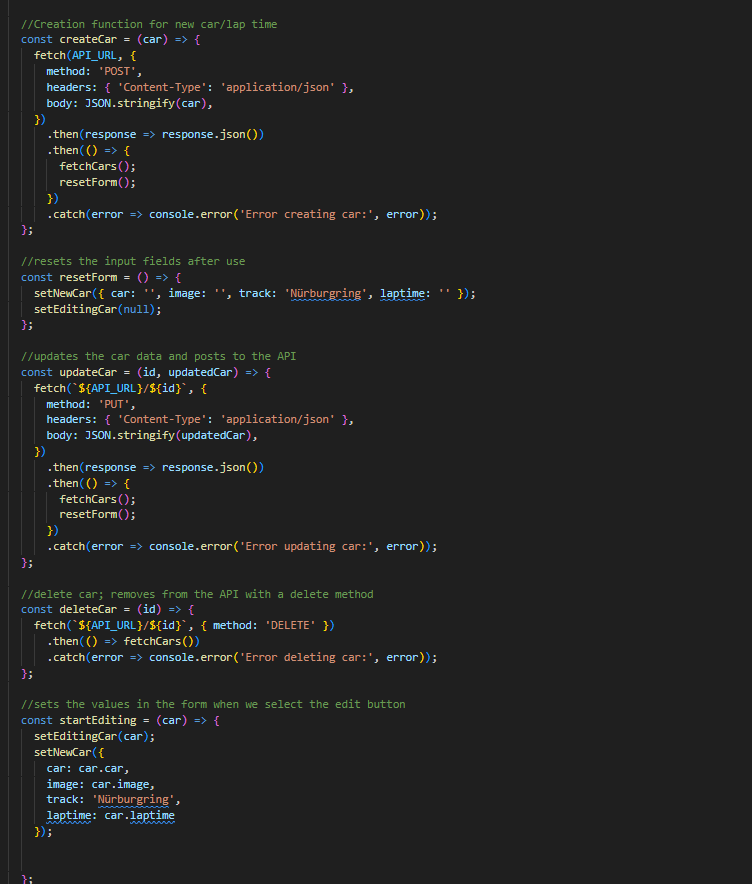 //Creation function for new car/lap time
const createCar = (car) => {
fetch(API_URL, {
method: 'POST',
headers: { 'Content-Type': 'application/json' },
body: JSON.stringify(car),
})
.then(response => response.json())
.then(() => {
fetchCars();
resetForm();
})
.catch(error => console.error('Error creating car:', error));
};
//resets the input fields after use
const resetForm = () => {
setNewCar({ car: '', image: '', track: 'Nürburgring', laptime: '' });
setEditingCar(null);
};
//updates the car data and posts to the API
const updateCar = (id, updatedCar) => {
fetch(`${API_URL}/${id}`, {
method: 'PUT',
headers: { 'Content-Type': 'application/json' },
body: JSON.stringify(updatedCar),
})
.then(response => response.json())
.then(() => {
fetchCars();
resetForm();
})
.catch(error => console.error('Error updating car:', error));
};
//delete car; removes from the API with a delete method
const deleteCar = (id) => {
fetch(`${API_URL}/${id}`, { method: 'DELETE' })
.then(() => fetchCars())
.catch(error => console.error('Error deleting car:', error));
};
//sets the values in the form when we select the edit button
const startEditing = (car) => {
setEditingCar(car);
setNewCar({
car: car.car,
image: car.image,
track: 'Nürburgring',
laptime: car.laptime
});
};